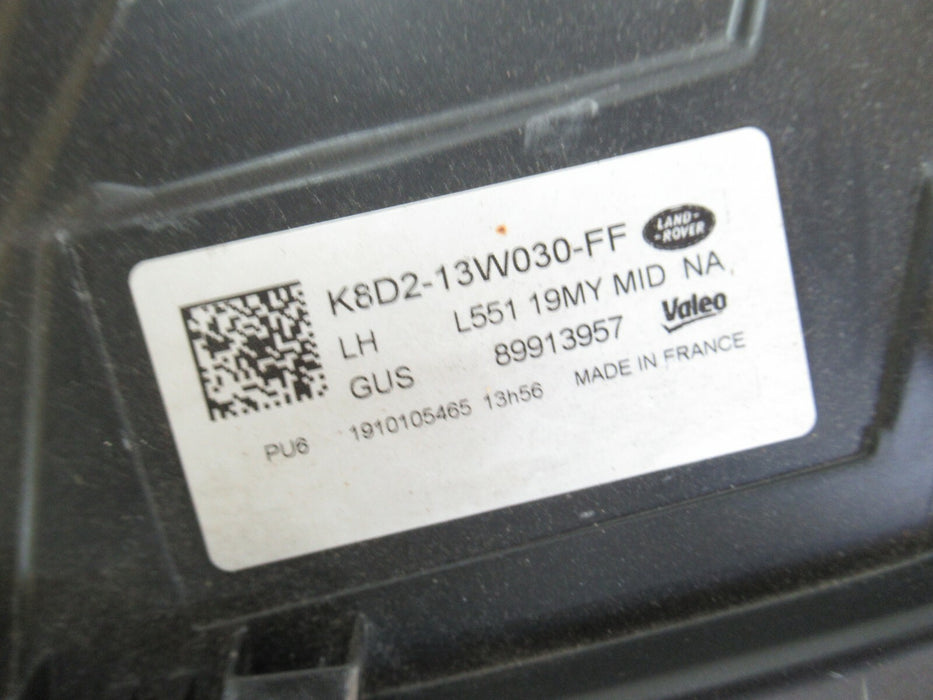 K8D2-13W030-FF LAND-ROVER
LH L551 19MY MID NA
GUS 89913957 Valeo
PU6 1910105465 13h56 MADE IN FRANCE